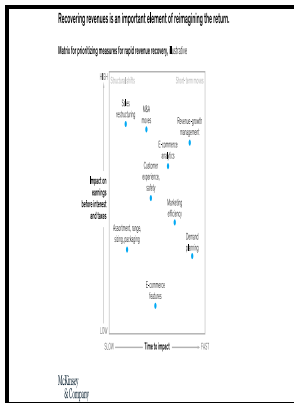 Recovering revenues is an important element of reimagining the return.
Matrix for prioritizing measures for rapid revenue recovery, illustrative
HIGH
Structural shifts
Short-term moves
Sales
restructuring
M&A
moves
Revenue-growth
management
E-commerce
analytics
Customer
experience,
safety
Impact on
earnings
before interest
and taxes
Marketing
efficiency
Assortment, range,
sizing, packaging
Demand
planning
E-commerce
features
LOW
SLOW
Time to impact
FAST
McKinsey
& Company